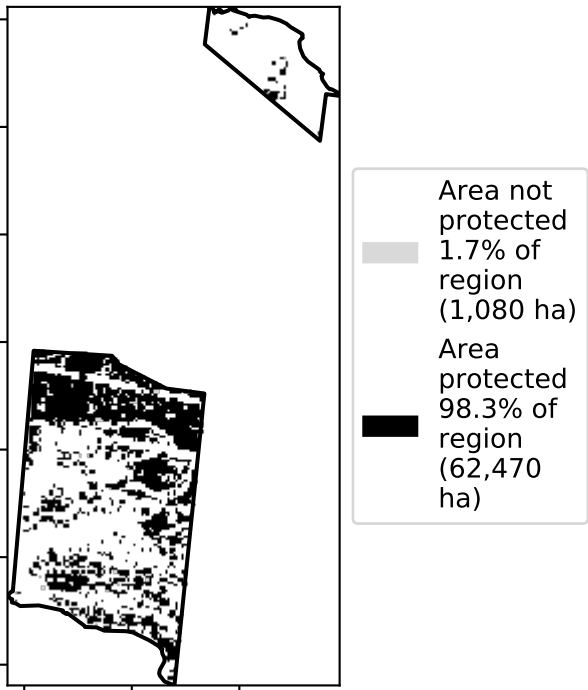 Area not
protected
1.7% of
region
(1,080 ha)
Area
protected
98.3% of
region
(62,470
ha)